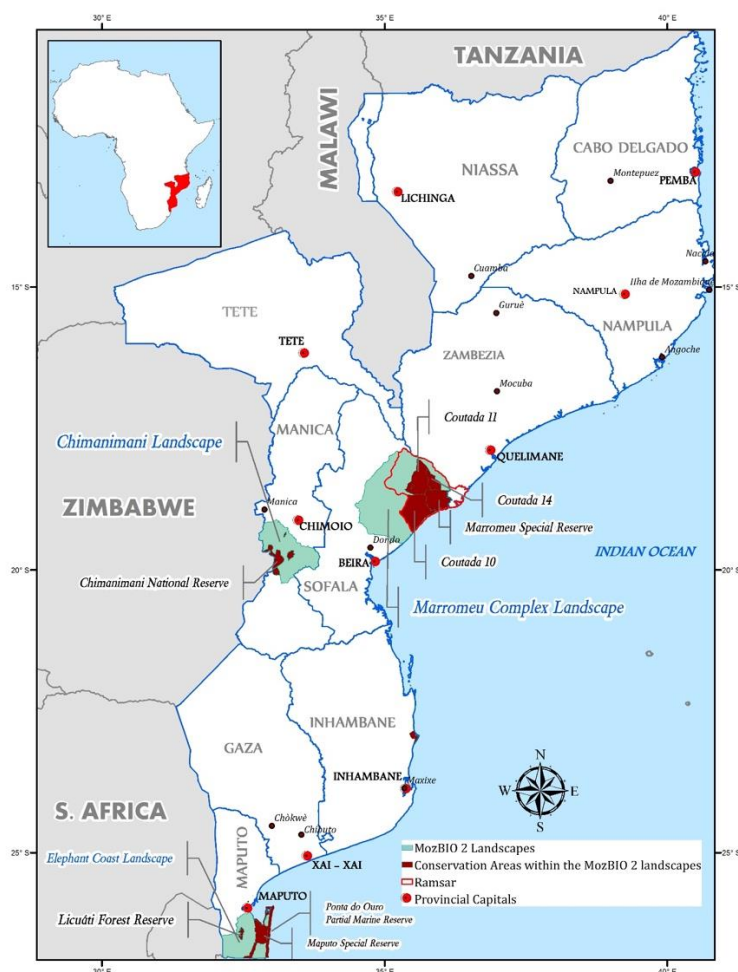 30°E
35°E
40°E
TANZANIA
MALAWI
NIASSA
CABO DELGADO
Montepuez
PEMBA
LICHINGA
Cuamba
15°S
15°S
NAMPULA
Ilha de Mozambique
Guruè
NAMPULA
TETE
TETE
ZAMBEZIA
Angoche
Mocuba
MANICA
Coutada 11
Chimanimani Landscape
QUELIMANE
Coutada 14
ZIMBABWE
Manica
CHIMOIO
Marromeu Special Reserve
Dondo
INDIAN OCEAN
Chimanimani National Reserve
BEIRA
Coutada 10
20°S
20°S
SOFALA
Marromeu Complex Landscape
INHAMBANE
GAZA
INHAMBANE
Maxixe
N
W
E
S
S. AFRICA
Chòkwè
Chibuto
MozBIO 2 Landscapes
Conservation Areas within the MozBIO 2 landscapes
Ramsar
Provincial Capitals
25°S
25°S
Elephant Coast Landscape
MAPUTO
XAI – XAI
MAPUTO
Licuáti Forest Reserve
Ponta do Ouro
Partial Marine Reserve
Maputo Special Reserve
30°E
35°E
40°E